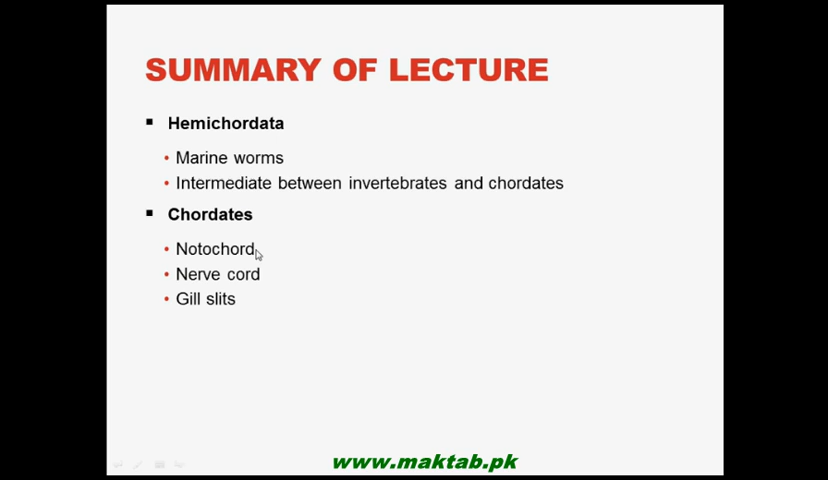 SUMMARY OF LECTURE
Hemichordata
Marine worms
Intermediate between invertebrates and chordates
Chordates
Notochord
Nerve cord
Gill slits
www.maktab.pk